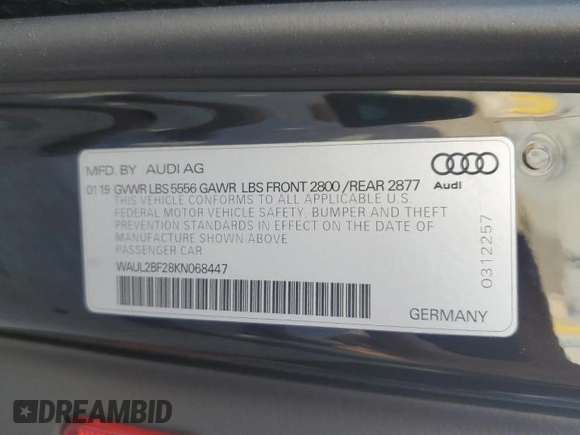 MFD. BY AUDI AG
01 19 GVWR LBS 5556 GAWR LBS FRONT 2800 /REAR 2877
THIS VEHICLE CONFORMS TO ALL APPLICABLE U.S.
FEDERAL MOTOR VEHICLE SAFETY, BUMPER AND THEFT
PREVENTION STANDARDS IN EFFECT ON THE DATE OF
MANUFACTURE SHOWN ABOVE
PASSENGER CAR
WAUL2BF28KN068447
Audi
0312257
GERMANY
DREAMBID